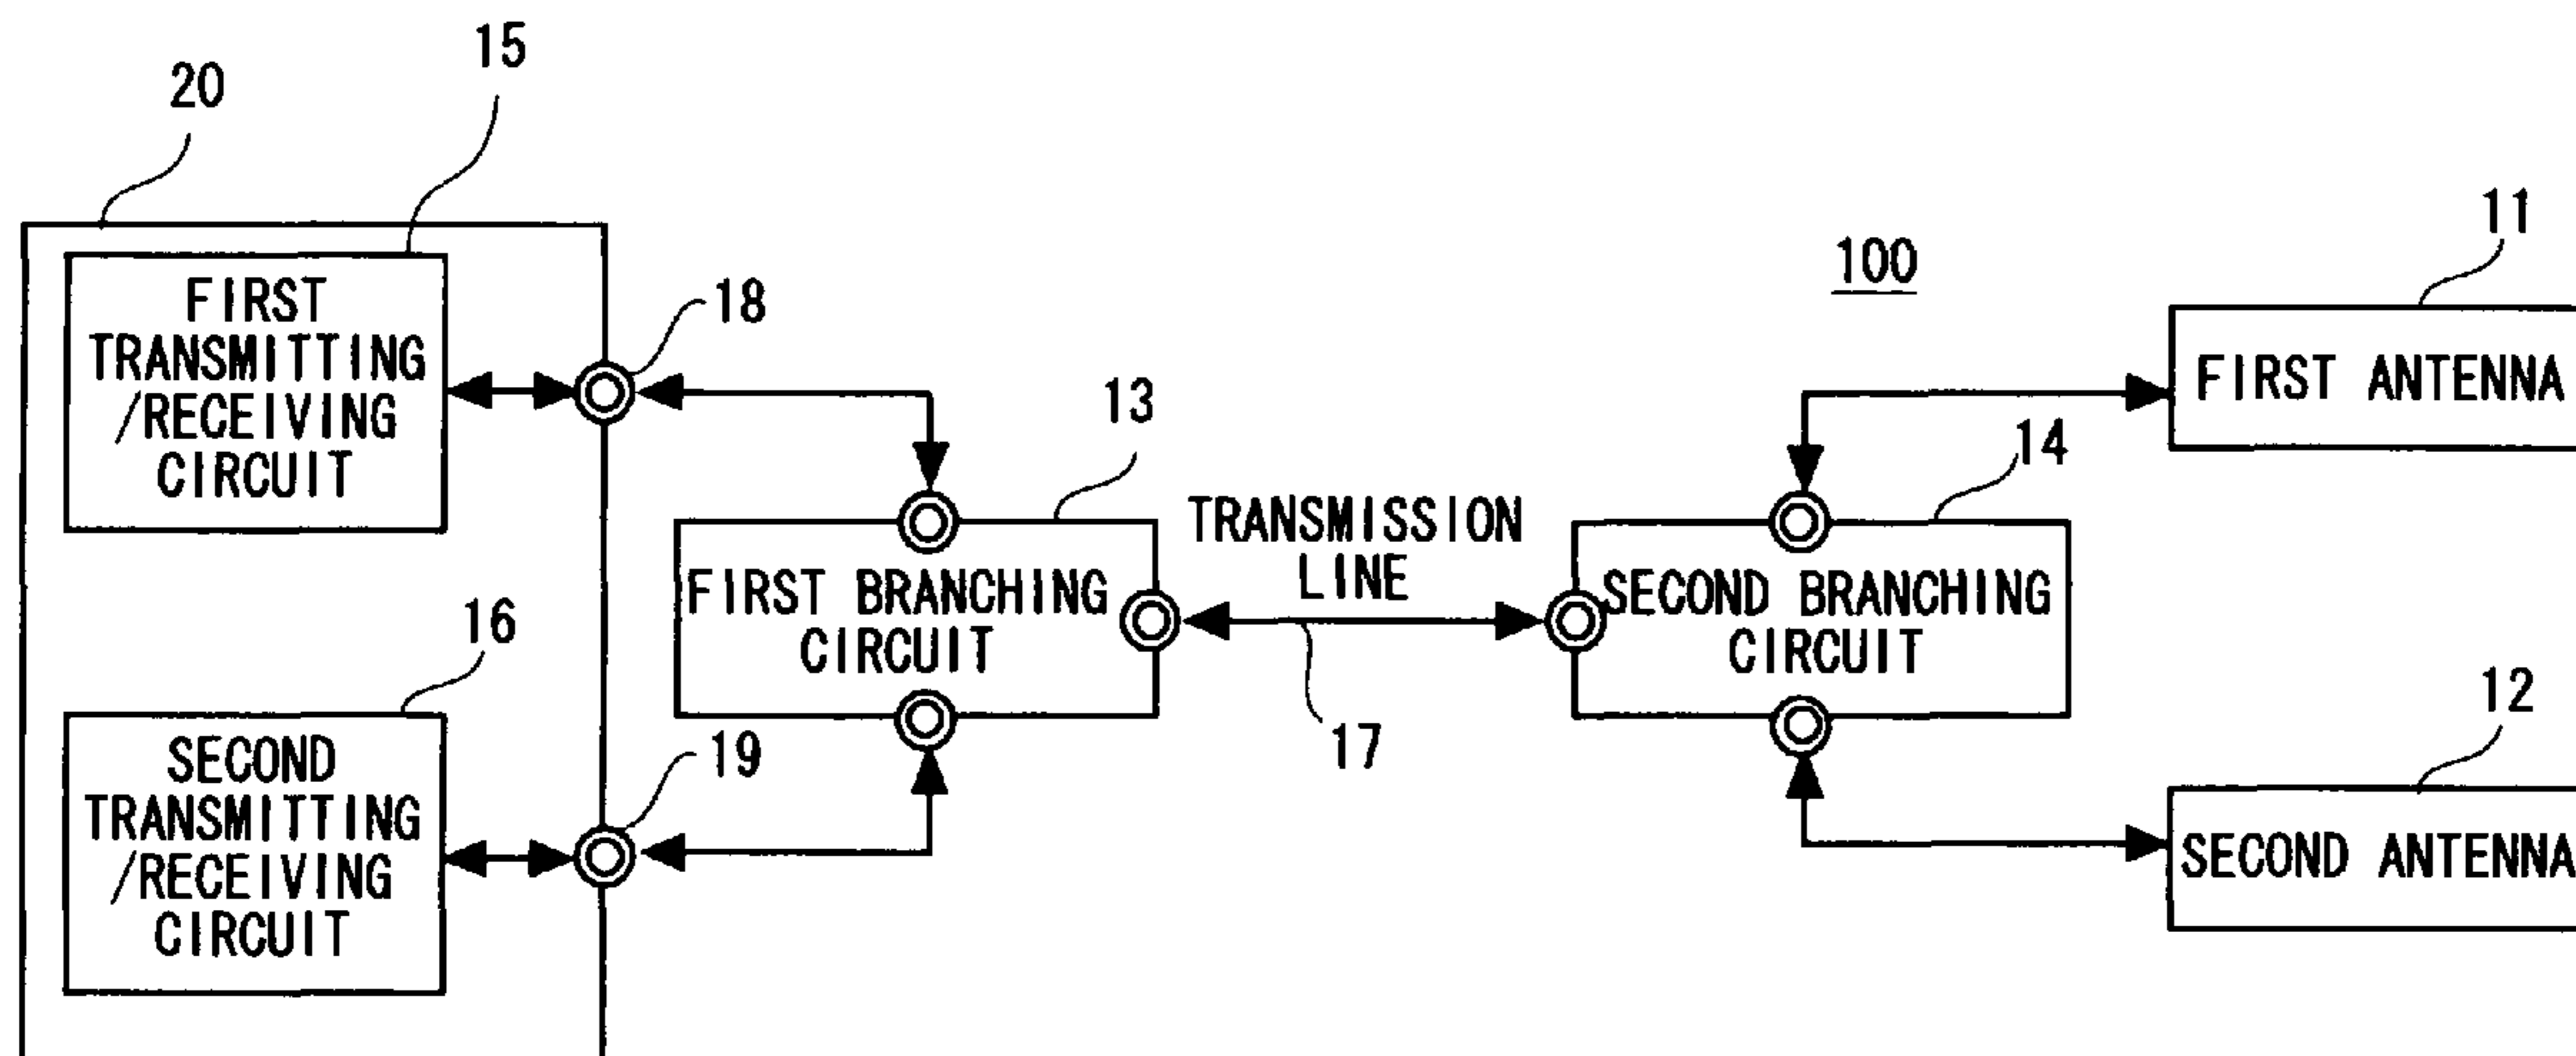 15
20
11
100
FIRST
TRANSMITTING
/RECEIVING
CIRCUIT
18
FIRST ANTENNA
13
14
TRANSMISSION
LINE
FIRST BRANCHING
CIRCUIT
SECOND BRANCHING
CIRCUIT
16
17
12
19
SECOND
TRANSMITTING
/RECEIVING
CIRCUIT
SECOND ANTENNA